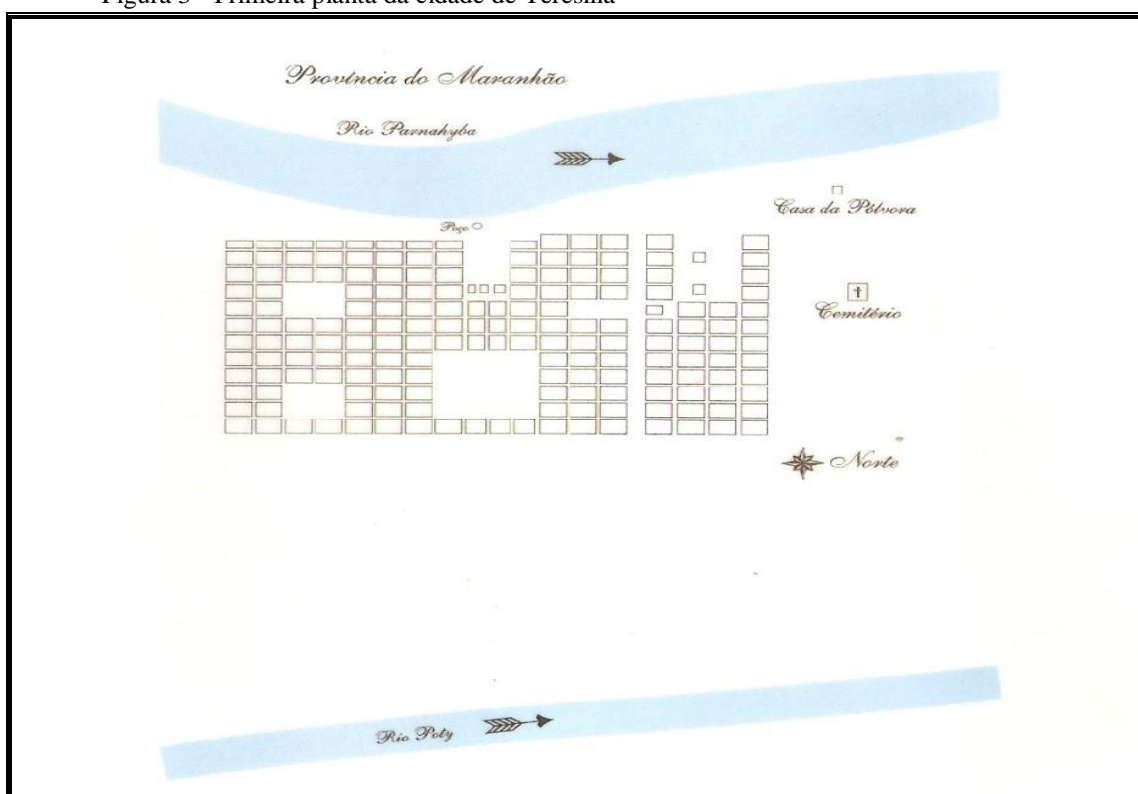 Figura 3 - Primeira planta da cidade de Teresina
Província do Maranhão
Rio Parnahyba
Casa da Pólvora
Poço
Cemitério
Norte
Rio Poty